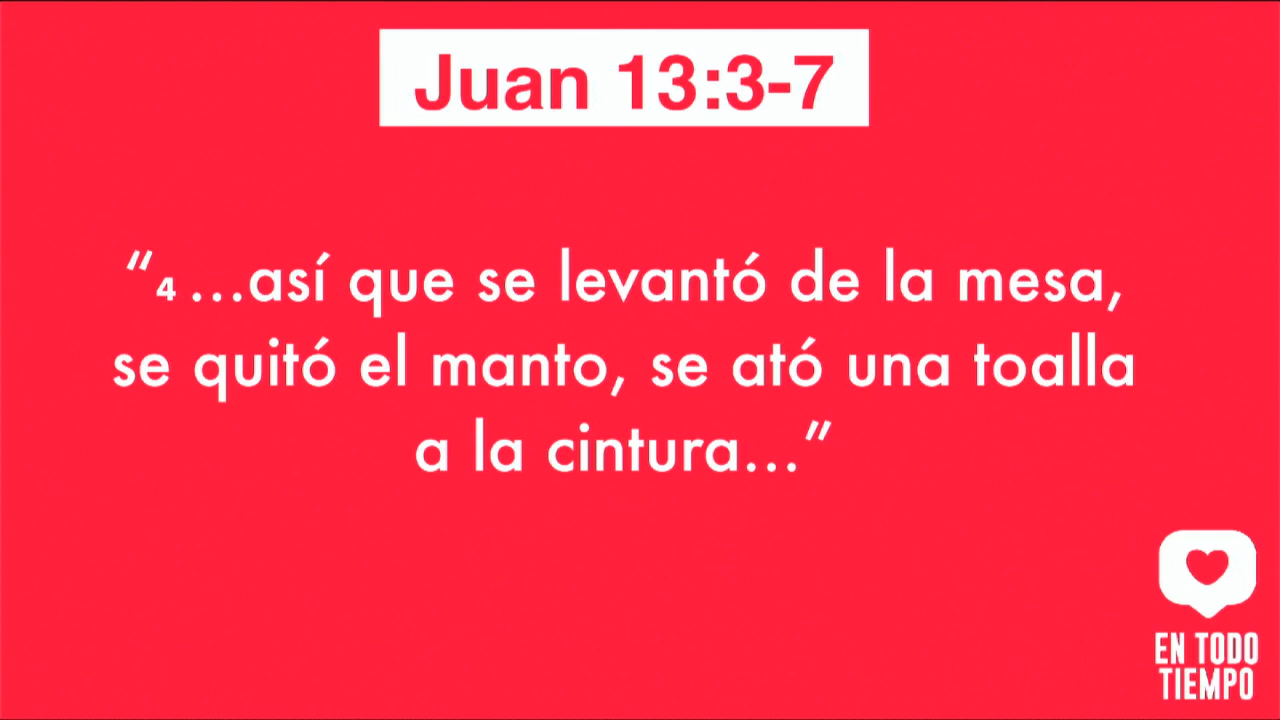 Juan 13:3-7
“4 ...así que se levantó de la mesa,
se quitó el manto, se ató una toalla
a la cintura...”
EN TODO
TIEMPO